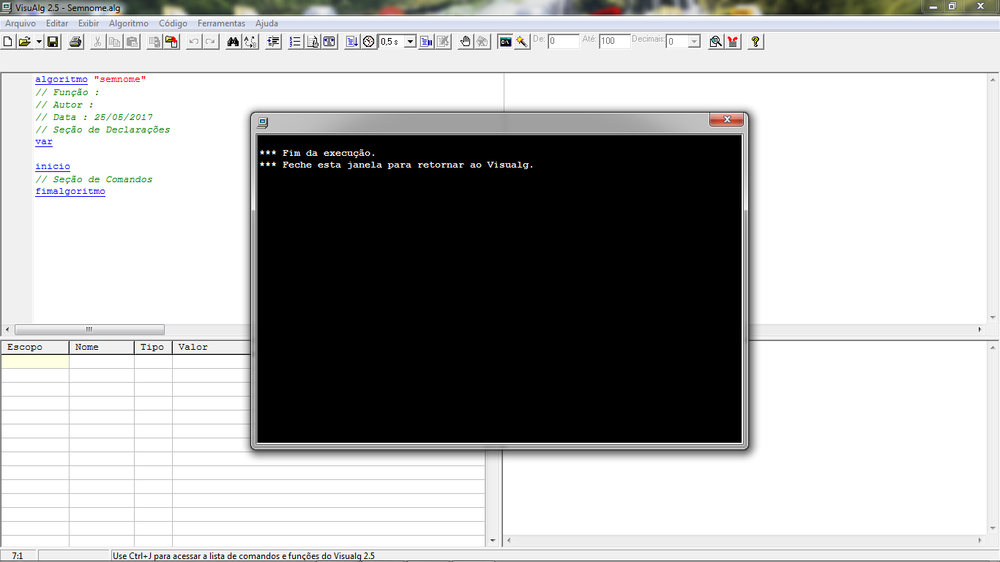 VisuAlg 2.5 - Semnome.alg
Arquivo Editar Exibir Algoritmo Código Ferramentas Ajuda
0,5 s De: 0 Até: 100 Decimais: 0
algoritmo "semnome"
// Função :
// Autor :
// Data : 25/05/2017
// Seção de Declarações
var
inicio
// Seção de Comandos
fimalgoritmo
*** Fim da execução.
*** Feche esta janela para retornar ao Visualg.
Escopo Nome Tipo Valor
7:1 Use Ctrl+J para acessar a lista de comandos e funções do Visualg 2.5